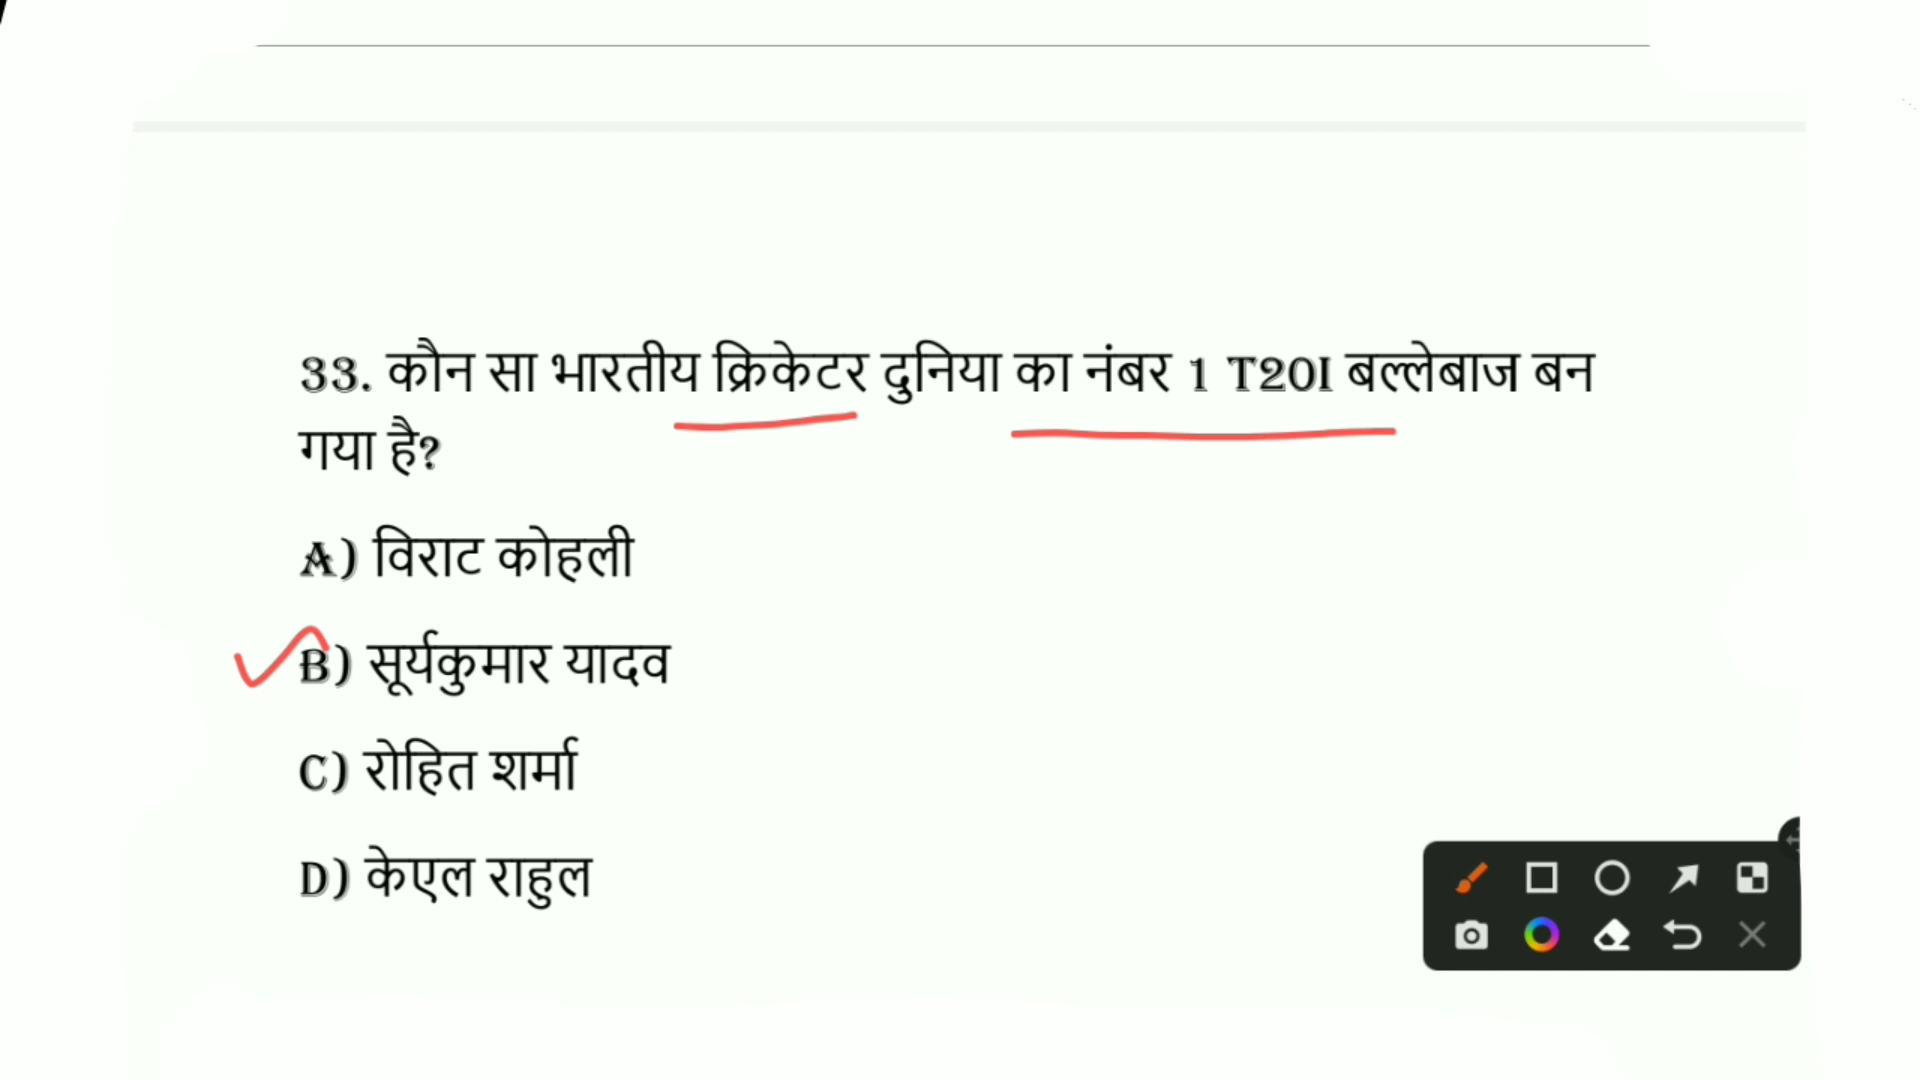 33. कौन सा भारतीय क्रिकेटर दुनिया का नंबर 1 T20I बल्लेबाज बन
गया है?
A) विराट कोहली
B) सूर्यकुमार यादव
C) रोहित शर्मा
D) केएल राहुल